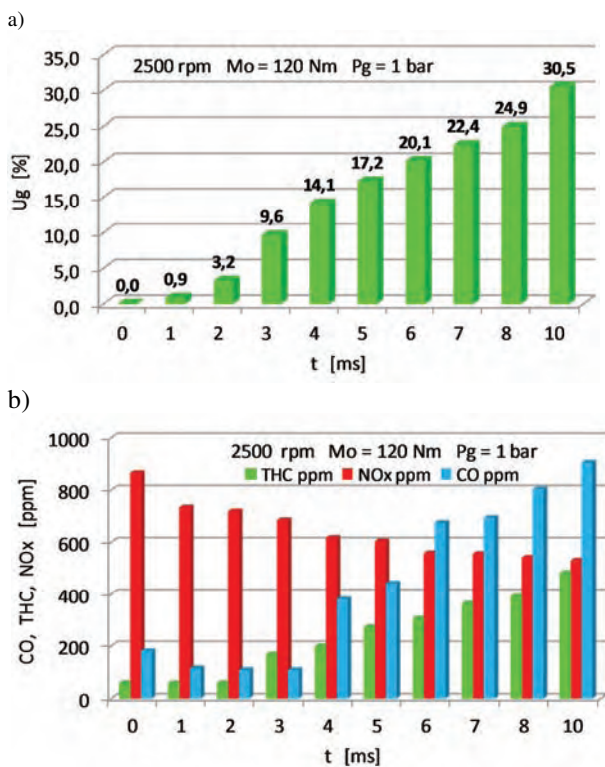 a)
2500 rpm Mo = 120 Nm Pg = 1 bar
Ug [%]
35,0
30,0
25,0
20,0
15,0
10,0
5,0
0,0
0,0
0,9
3,2
9,6
14,1
17,2
20,1
22,4
24,9
30,5
0 1 2 3 4 5 6 7 8 10
t [ms]
b)
2500 rpm Mo = 120 Nm Pg = 1 bar
THC ppm NOx ppm CO ppm
CO, THC, NOx [ppm]
1000
800
600
400
200
0
0 1 2 3 4 5 6 7 8 10
t [ms]